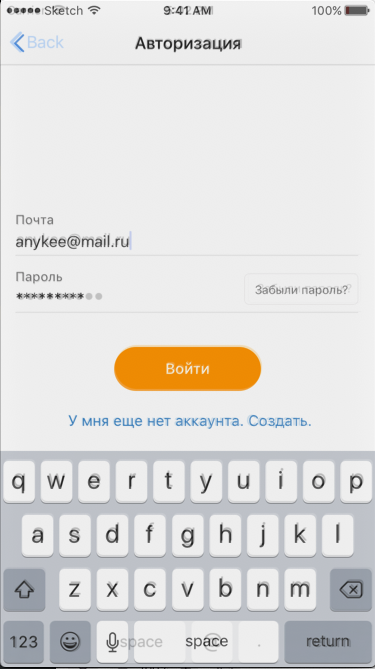 Sketch 9:41 AM 100%
Back Авторизация
Почта
anykee@mail.ru
Пароль
Забыли пароль?
Войти
У меня еще нет аккаунта. Создать.
q w e r t y u i o p
a s d f g h j k l
z x c v b n m
123 space @ . return